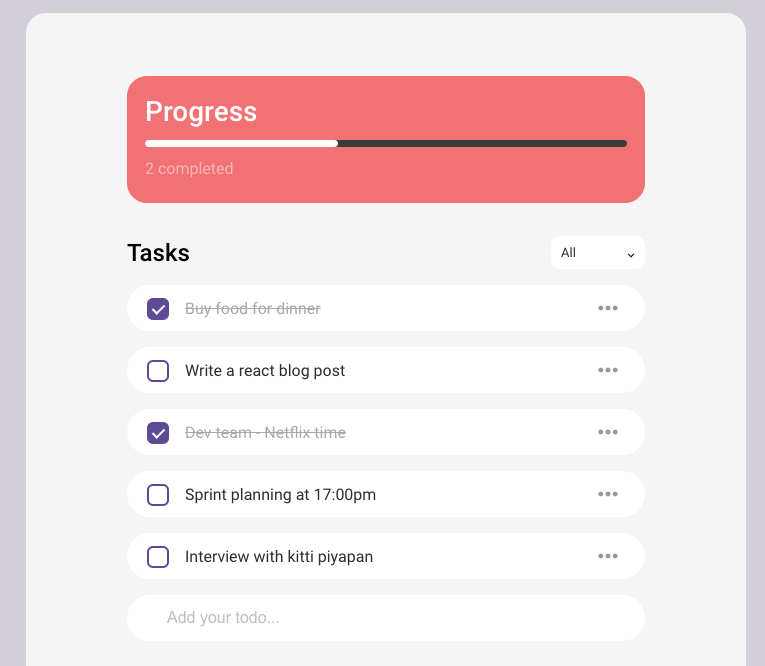 Progress
2 completed
Tasks
All
Buy food for dinner
Write a react blog post
Dev team - Netflix time
Sprint planning at 17:00pm
Interview with kitti piyapan
Add your todo...